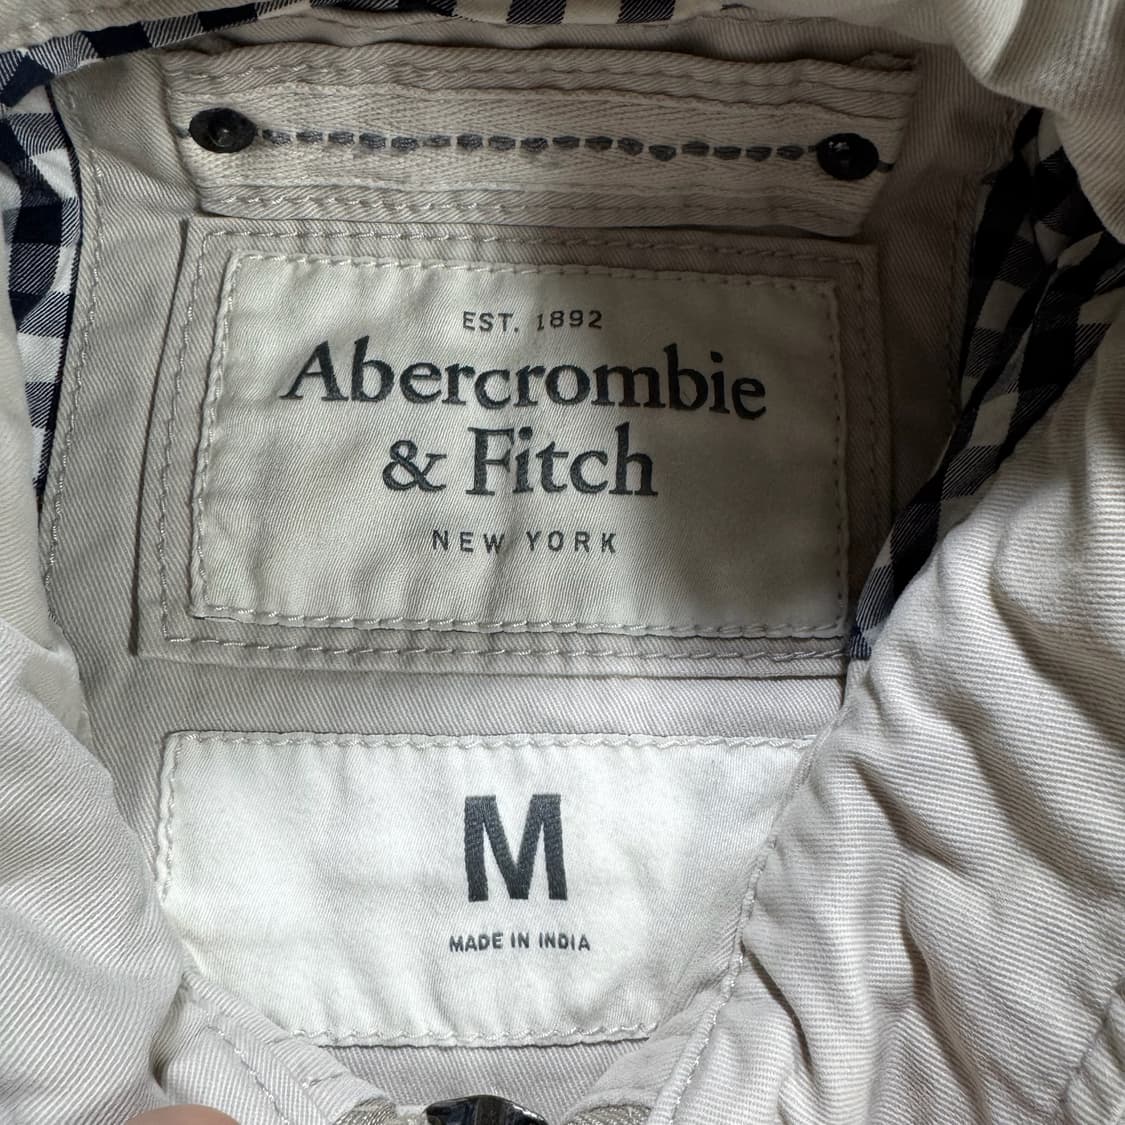 EST. 1892
Abercrombie
& Fitch
NEW YORK
M
MADE IN INDIA